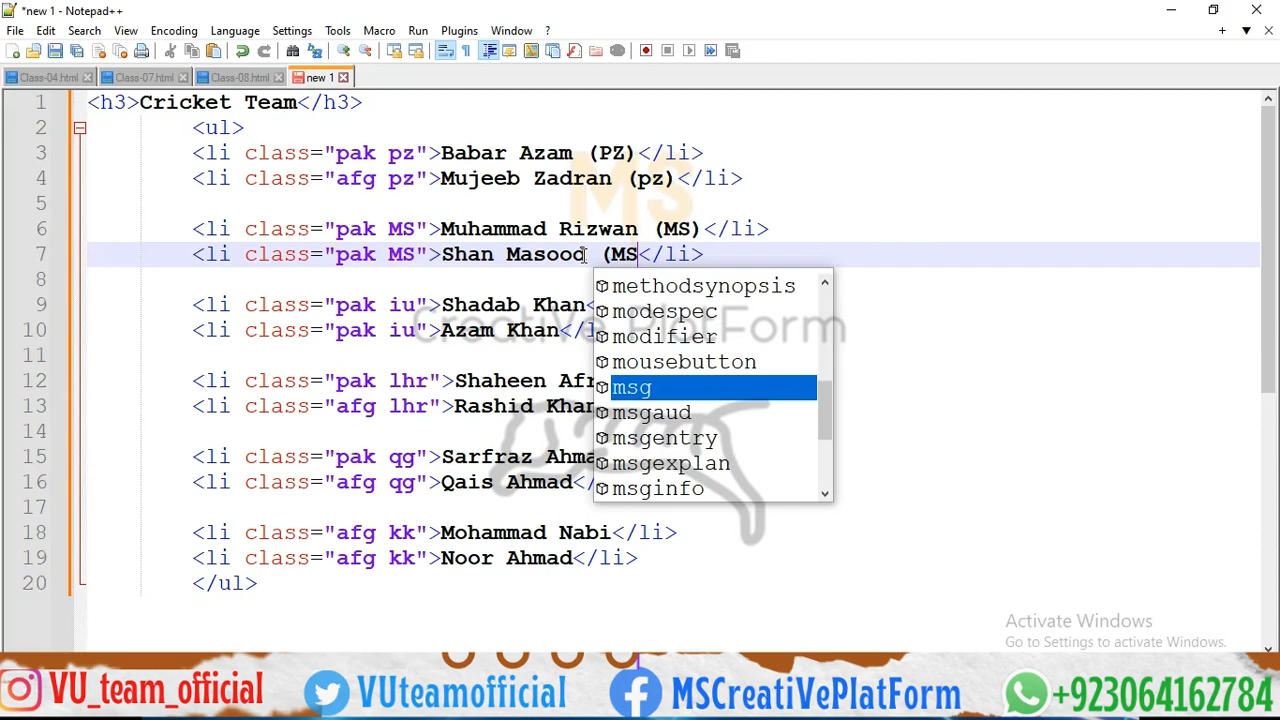 *new 1 - Notepad++
File Edit Search View Encoding Language Settings Tools Macro Run Plugins Window ?
Class-04.html Class-07.html Class-08.html new 1
1 <h3>Cricket Team</h3>
2 <ul>
3 <li class="pak pz">Babar Azam (PZ)</li>
4 <li class="afg pz">Mujeeb Zadran (pz)</li>
5
6 <li class="pak MS">Muhammad Rizwan (MS)</li>
7 <li class="pak MS">Shan Masood (MS</li>
8
9 <li class="pak iu">Shadab Khan<
10 <li class="pak iu">Azam Khan</
11
12 <li class="pak lhr">Shaheen Afr
13 <li class="afg lhr">Rashid Khan
14
15 <li class="pak qg">Sarfraz Ahma
16 <li class="afg qg">Qais Ahmad</
17
18 <li class="afg kk">Mohammad Nabi</li>
19 <li class="afg kk">Noor Ahmad</li>
20 </ul>
methodsynopsis
modespec
modifier
mousebutton
msg
msgaud
msgentry
msgexplan
msginfo
MS
CreatiVe PlatForm
Activate Windows
Go to Settings to activate Windows.
VU_team_official VUteamofficial MSCreatiVePlatForm +923064162784